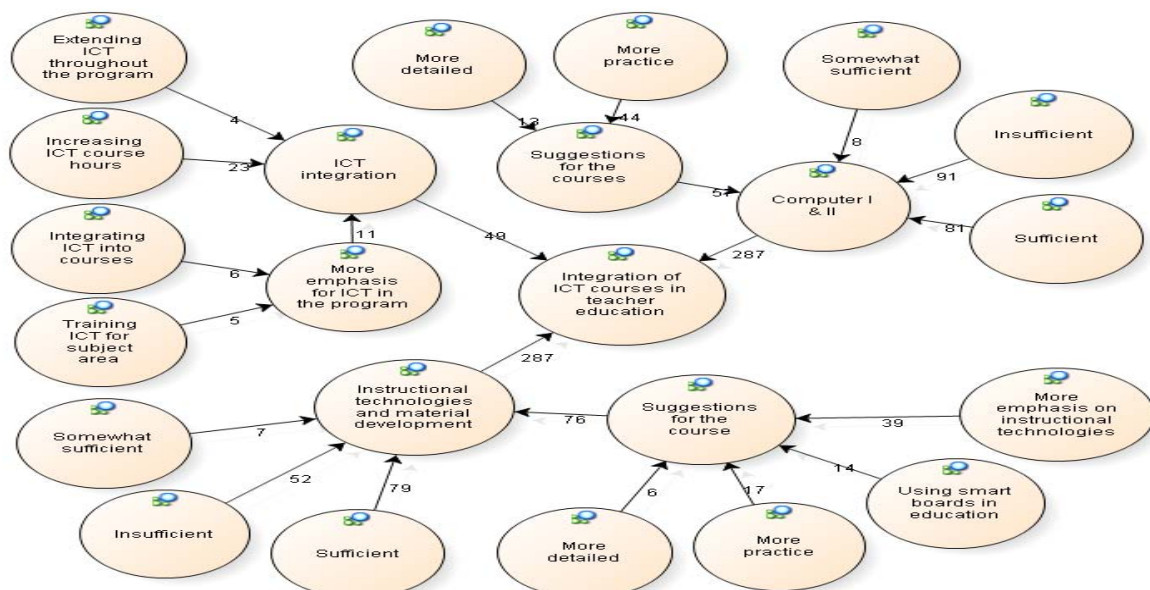 Extending
ICT
throughout
the program
More
detailed
More
practice
Somewhat
sufficient
Increasing
ICT course
hours
4
23
ICT
integration
13
44
Suggestions
for the
courses
8
Insufficient
91
57
Computer I
& II
Integrating
ICT into
courses
6
11
49
287
81
Sufficient
More
emphasis
for ICT in
the program
Integration of
ICT courses in
teacher
education
Training
ICT for
subject
area
5
287
Instructional
technologies
and material
development
76
Suggestions
for the
course
39
More
emphasis on
instructional
technologies
Somewhat
sufficient
7
52
79
6
17
14
Using smart
boards in
education
Insufficient
Sufficient
More
detailed
More
practice